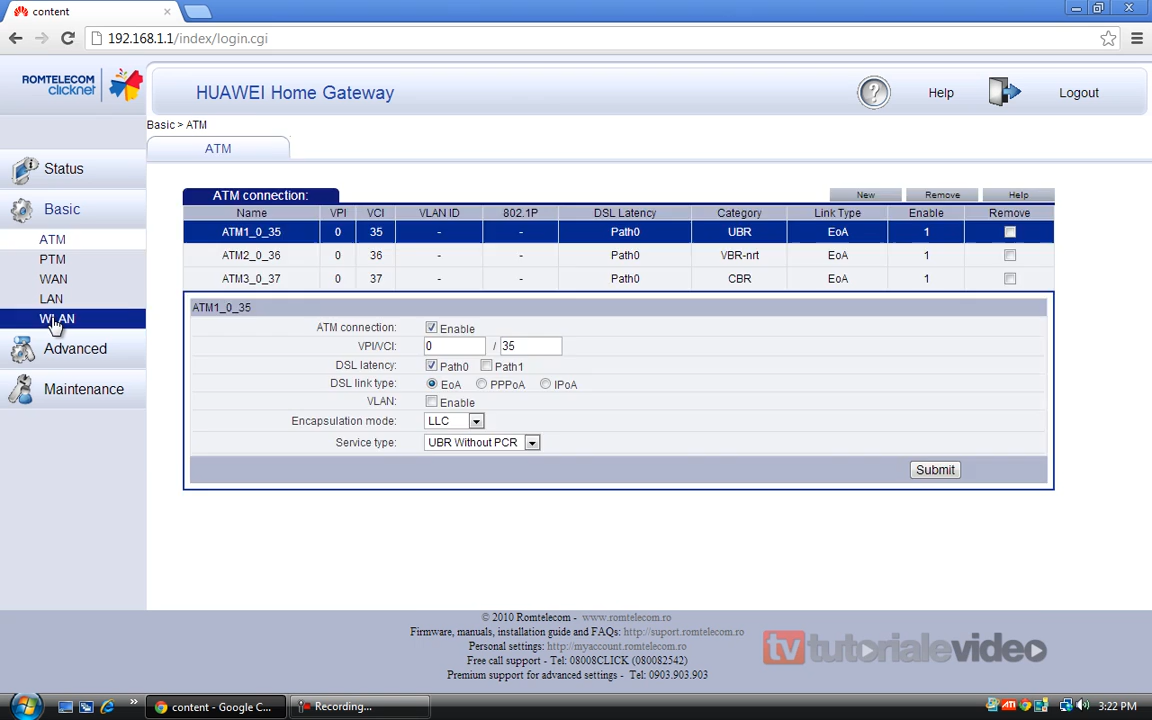 content
192.168.1.1/index/login.cgi
ROMTELECOM
clicknet
HUAWEI Home Gateway
Help
Logout
Basic > ATM
ATM
Status
Basic
ATM
PTM
WAN
LAN
WLAN
Advanced
Maintenance
ATM connection:
New
Remove
Help
Name VPI VCI VLAN ID 802.1P DSL Latency Category Link Type Enable Remove
ATM1_0_35 0 35 - - Path0 UBR EoA 1
ATM2_0_36 0 36 - - Path0 VBR-nrt EoA 1
ATM3_0_37 0 37 - - Path0 CBR EoA 1
ATM1_0_35
ATM connection: Enable
VPI/VCI: 0 / 35
DSL latency: Path0 Path1
DSL link type: EoA PPPoA IPoA
VLAN: Enable
Encapsulation mode: LLC
Service type: UBR Without PCR
Submit
© 2010 Romtelecom - www.romtelecom.ro
Firmware, manuals, installation guide and FAQs: http://suport.romtelecom.ro
Personal settings: http://myaccount.romtelecom.ro
Free call support - Tel: 08008CLICK (080082542)
Premium support for advanced settings - Tel: 0903.903.903
tv tutorialevideo
content - Google C...
Recording...
3:22 PM